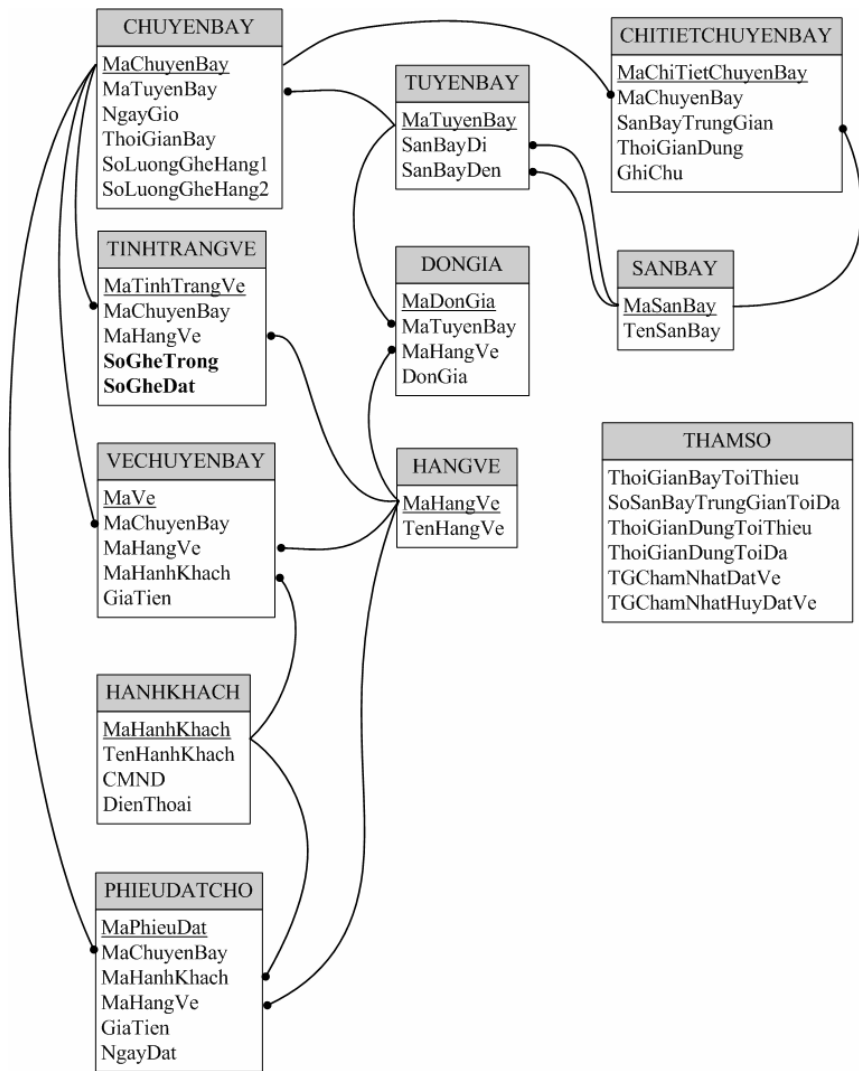 CHUYENBAY
MaChuyenBay
MaTuyenBay
NgayGio
ThoiGianBay
SoLuongGheHang1
SoLuongGheHang2
TUYENBAY
MaTuyenBay
SanBayDi
SanBayDen
CHITIETCHUYENBAY
MaChiTietChuyenBay
MaChuyenBay
SanBayTrungGian
ThoiGianDung
GhiChu
TINHTRANGVE
MaTinhTrangVe
MaChuyenBay
MaHangVe
SoGheTrong
SoGheDat
DONGIA
MaDonGia
MaTuyenBay
MaHangVe
DonGia
SANBAY
MaSanBay
TenSanBay
VECHUYENBAY
MaVe
MaChuyenBay
MaHangVe
MaHanhKhach
GiaTien
HANGVE
MaHangVe
TenHangVe
THAMSO
ThoiGianBayToiThieu
SoSanBayTrungGianToiDa
ThoiGianDungToiThieu
ThoiGianDungToiDa
TGChamNhatDatVe
TGChamNhatHuyDatVe
HANHKHACH
MaHanhKhach
TenHanhKhach
CMND
DienThoai
PHIEUDATCHO
MaPhieuDat
MaChuyenBay
MaHanhKhach
MaHangVe
GiaTien
NgayDat